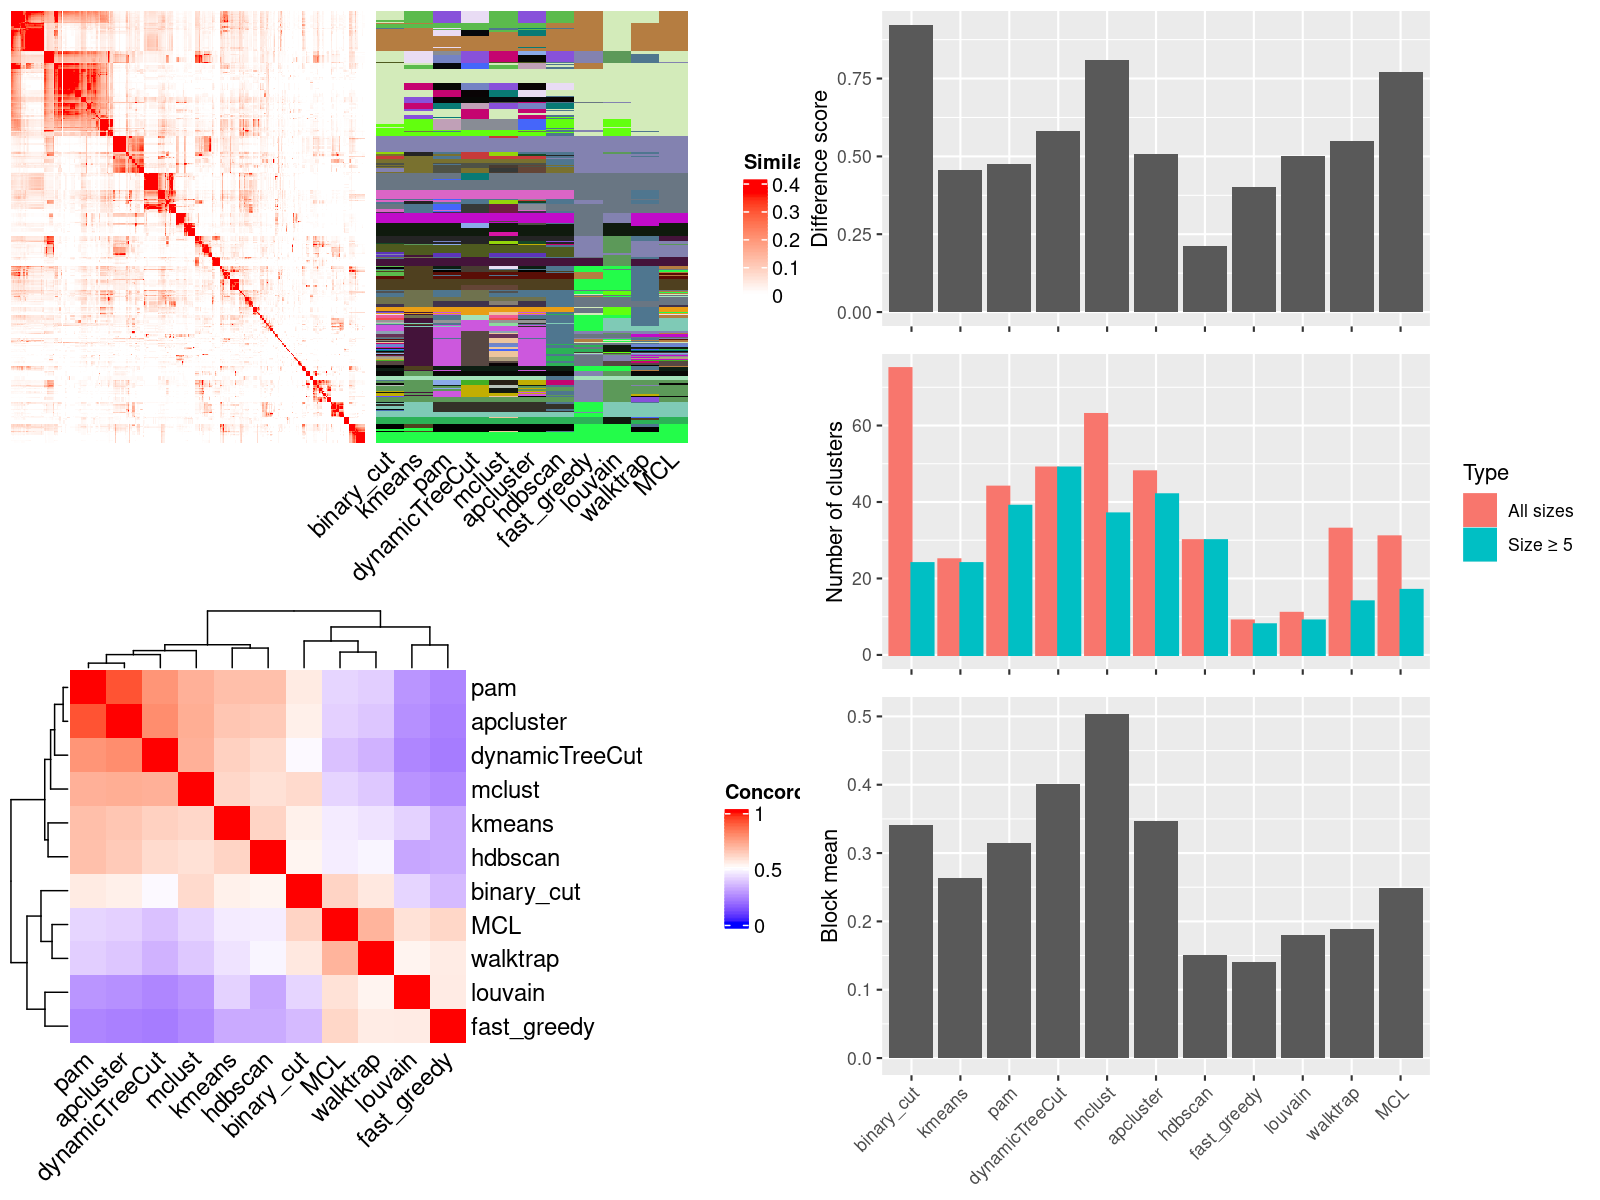 Simila
0.4
0.3
0.2
0.1
0
binary_cut
kmeans
pam
dynamicTreeCut
mclust
apcluster
hdbscan
fast_greedy
louvain
walktrap
MCL
pam
apcluster
dynamicTreeCut
mclust
kmeans
hdbscan
binary_cut
MCL
walktrap
louvain
fast_greedy
pam
apcluster
dynamicTreeCut
mclust
kmeans
hdbscan
binary_cut
MCL
walktrap
louvain
fast_greedy
Concord
1
0.5
0
Difference score
0.75
0.50
0.25
0.00
Number of clusters
60
40
20
0
Type
All sizes
Size ≥ 5
Block mean
0.5
0.4
0.3
0.2
0.1
0.0
binary_cut
kmeans
pam
dynamicTreeCut
mclust
apcluster
hdbscan
fast_greedy
louvain
walktrap
MCL